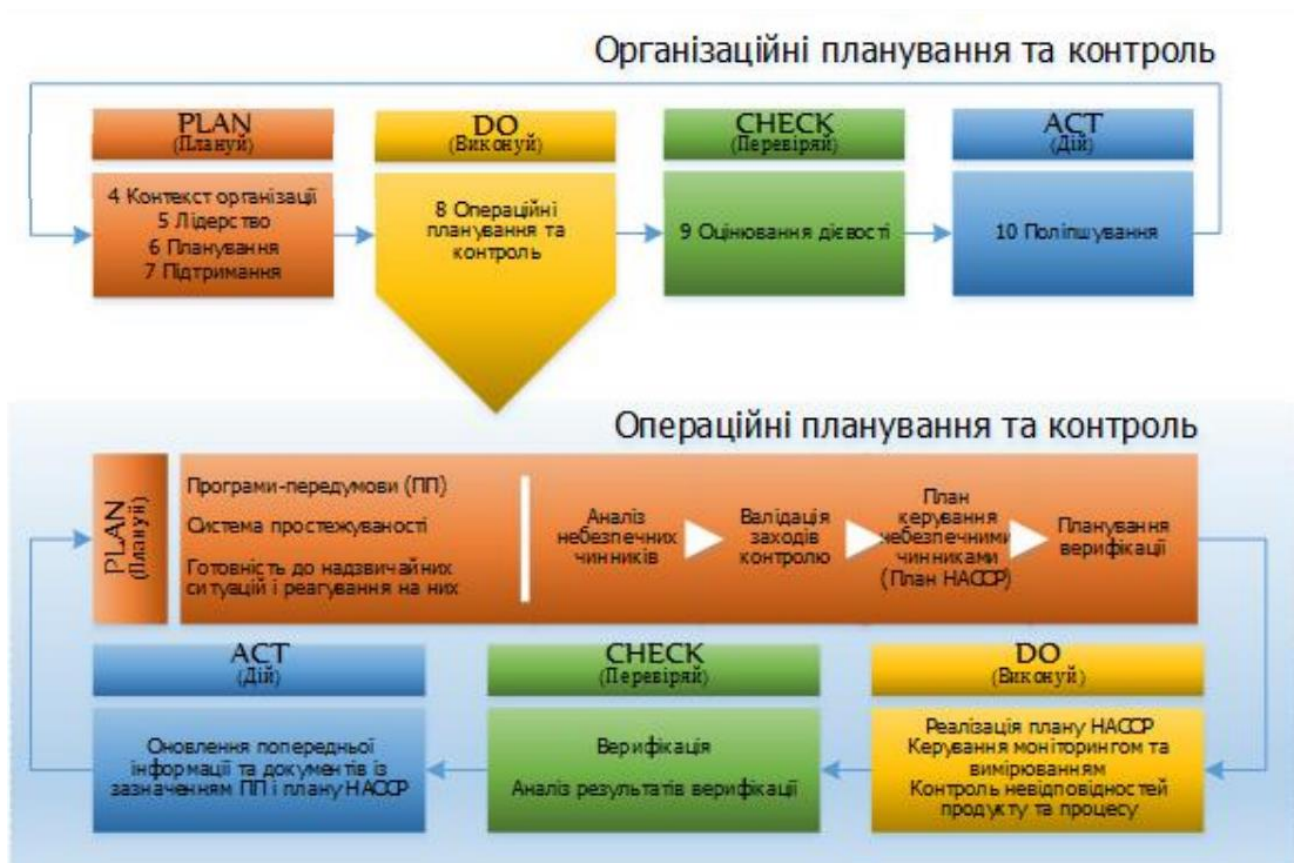 Організаційні планування та контроль
PLAN
(Плануй)
4 Контекст організації
5 Лідерство
6 Планування
7 Підтримання
DO
(Виконуй)
8 Операційні
планування та
контроль
CHECK
(Перевіряй)
9 Оцінювання дієвості
ACT
(Дій)
10 Поліпшування
Операційні планування та контроль
PLAN
(Плануй)
Програми-передумови (ПП)
Система простежуваності
Готовність до надзвичайних
ситуацій і реагування на них
Аналіз
небезпечних
чинників
Валідація
заходів
контролю
План
керування
небезпечними
чинниками
(План НАССР)
Планування
верифікації
ACT
(Дій)
Оновлення попередньої
інформації та документів із
зазначенням ПП і плану НАССР
CHECK
(Перевіряй)
Верифікація
Аналіз результатів верифікації
DO
(Виконуй)
Реалізація плану НАССР
Керування моніторингом та
вимірюванням
Контроль невідповідностей
продукту та процесу